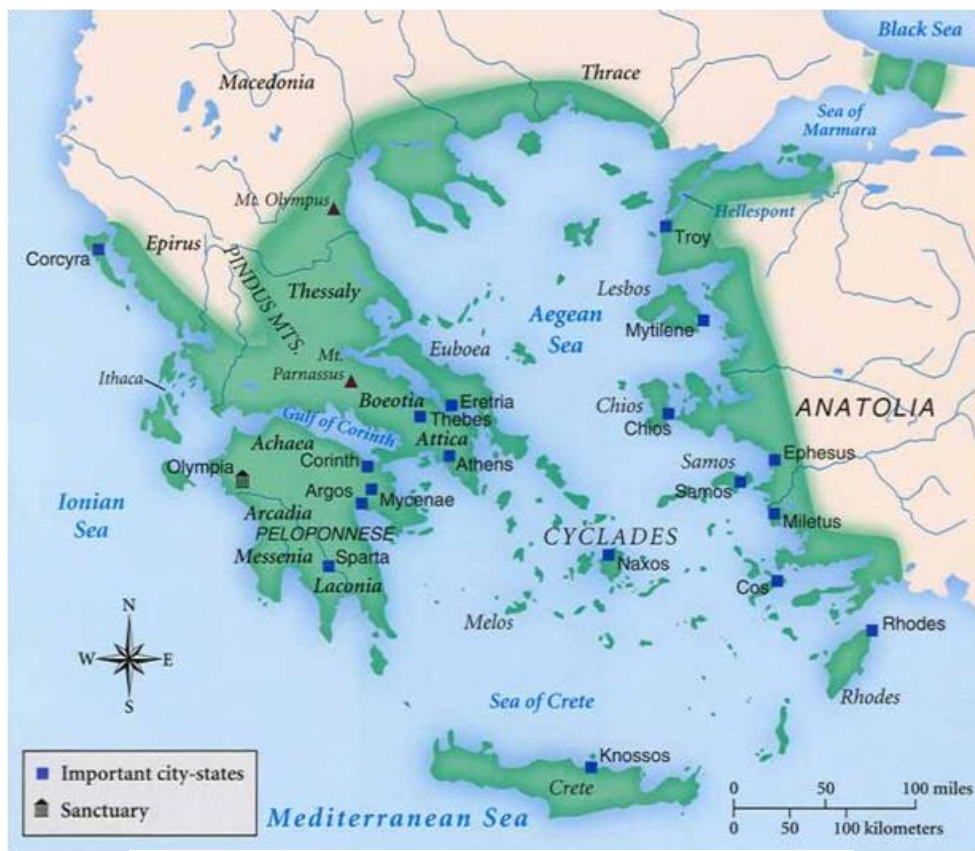 Black Sea
Thrace
Macedonia
Sea of
Marmara
Mt. Olympus
Hellespont
Troy
Corcyra
Epirus
PINDUS MTS.
Thessaly
Lesbos
Aegean
Sea
Mytilene
Euboea
Mt.
Parnassus
Ithaca
Boeotia
Eretria
Thebes
Chios
Chios
ANATOLIA
Gulf of Corinth
Achaea
Attica
Athens
Corinth
Olympia
Ephesus
Samos
Samos
Argos
Mycenae
Ionian
Sea
Arcadia
Miletus
PELOPONNESE
CYCLADES
Messenia
Sparta
Naxos
Laconia
Cos
Melos
Rhodes
Rhodes
N
W
E
S
Sea of Crete
Knossos
Crete
Important city-states
Sanctuary
Mediterranean Sea
0 50 100 miles
0 50 100 kilometers